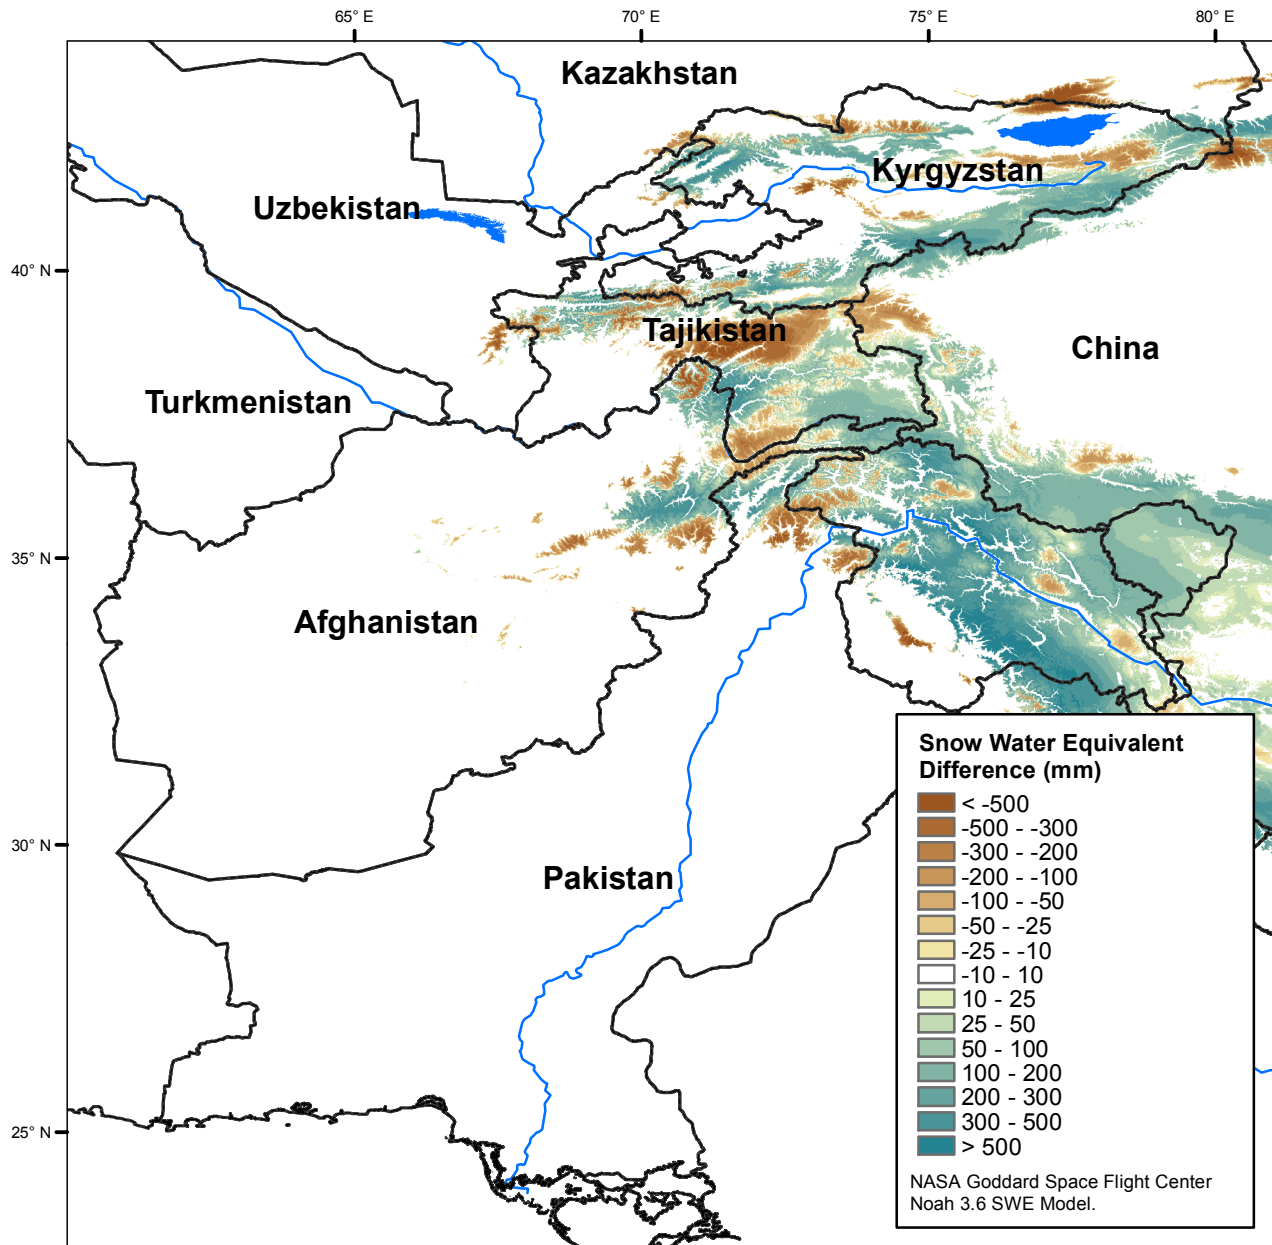 65° E
70° E
75° E
80° E
Kazakhstan
Kyrgyzstan
Uzbekistan
40° N
Tajikistan
China
Turkmenistan
35° N
Afghanistan
Snow Water Equivalent
Difference (mm)
< -500
-500 - -300
-300 - -200
-200 - -100
-100 - -50
-50 - -25
-25 - -10
-10 - 10
10 - 25
25 - 50
50 - 100
100 - 200
200 - 300
300 - 500
> 500
30° N
Pakistan
25° N
NASA Goddard Space Flight Center
Noah 3.6 SWE Model.